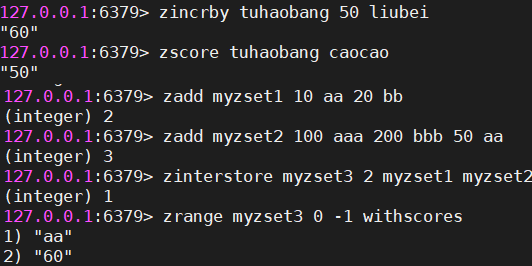 127.0.0.1:6379> zincrby tuhaobang 50 liubei
"60"
127.0.0.1:6379> zscore tuhaobang caocao
"50"
127.0.0.1:6379> zadd myzset1 10 aa 20 bb
(integer) 2
127.0.0.1:6379> zadd myzset2 100 aaa 200 bbb 50 aa
(integer) 3
127.0.0.1:6379> zinterstore myzset3 2 myzset1 myzset2
(integer) 1
127.0.0.1:6379> zrange myzset3 0 -1 withscores
1) "aa"
2) "60"